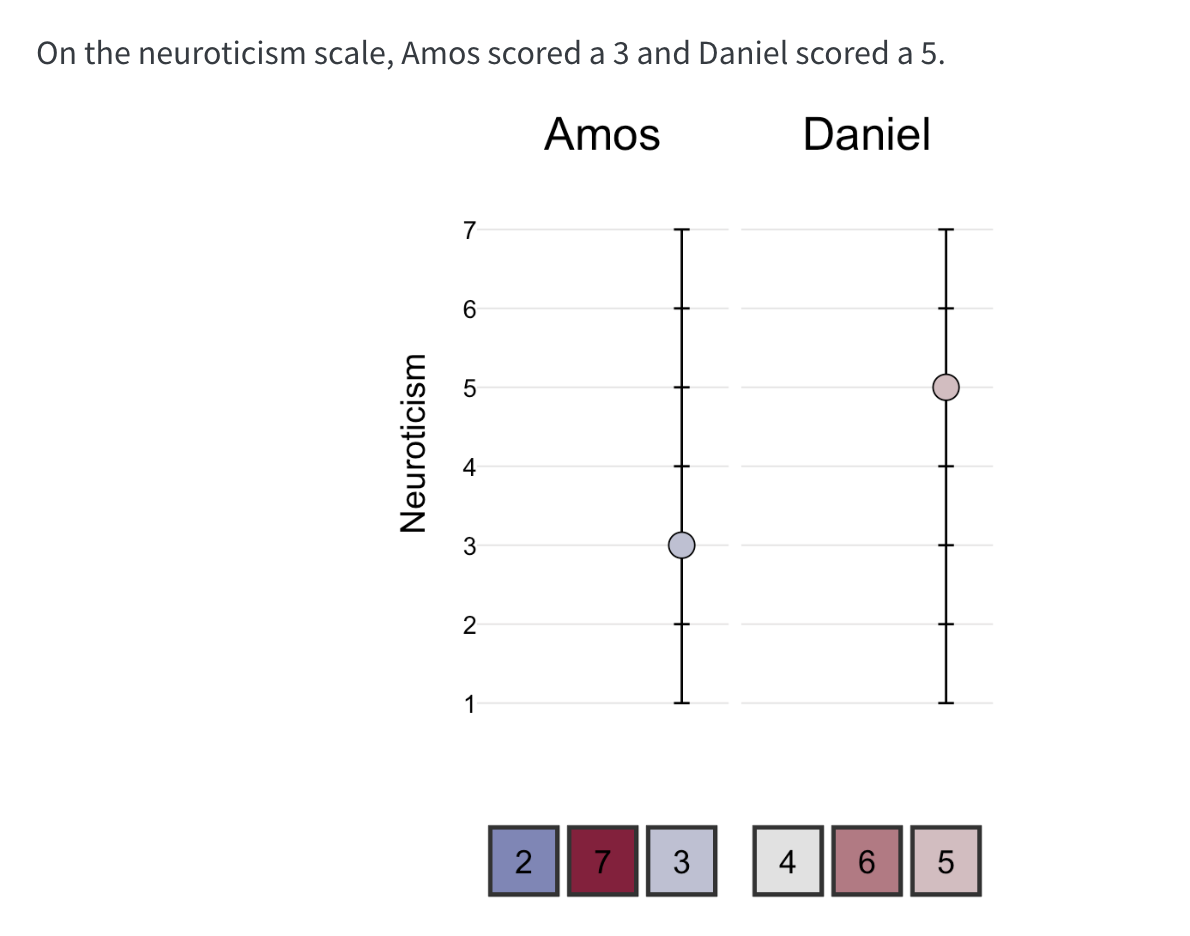 On the neuroticism scale, Amos scored a 3 and Daniel scored a 5.
Amos Daniel
7
6
5
4
3
2
1
Neuroticism
2 7 3 4 6 5